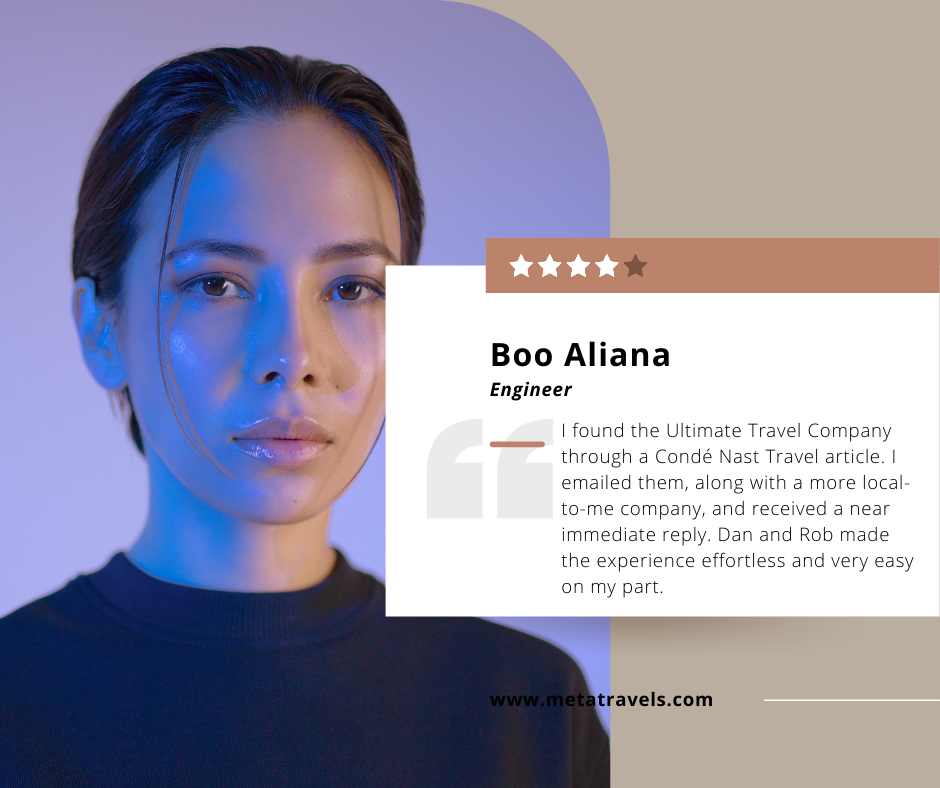 Boo Aliana
Engineer
I found the Ultimate Travel Company
through a Condé Nast Travel article. I
emailed them, along with a more local-
to-me company, and received a near
immediate reply. Dan and Rob made
the experience effortless and very easy
on my part.
www.metatravels.com